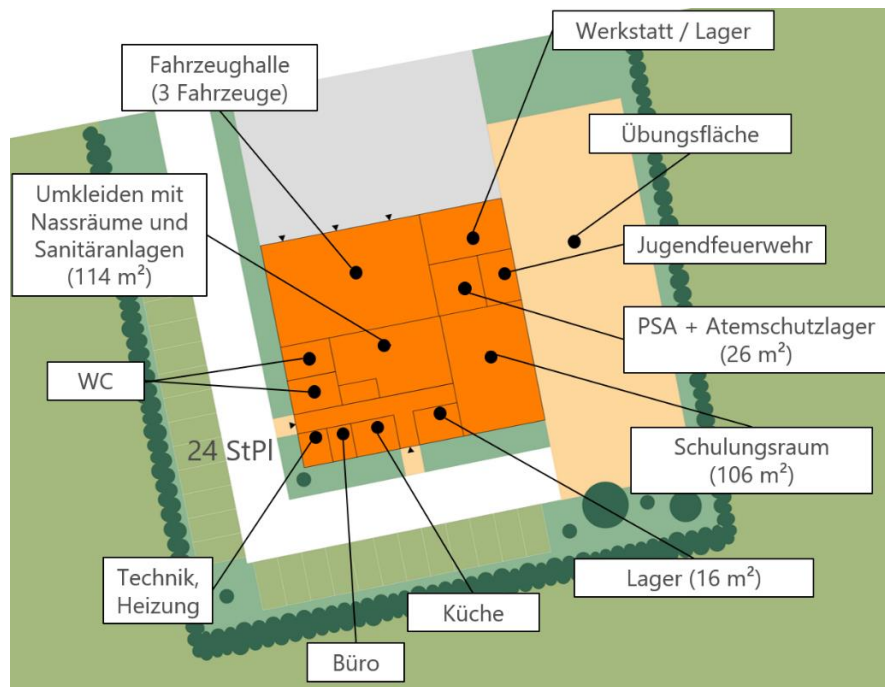 Werkstatt / Lager
Fahrzeughalle
(3 Fahrzeuge)
Übungsfläche
Umkleiden mit
Nassräume und
Sanitäranlagen
(114 m²)
Jugendfeuerwehr
PSA + Atemschutzlager
(26 m²)
WC
24 StPl
Schulungsraum
(106 m²)
Technik,
Heizung
Lager (16 m²)
Küche
Büro